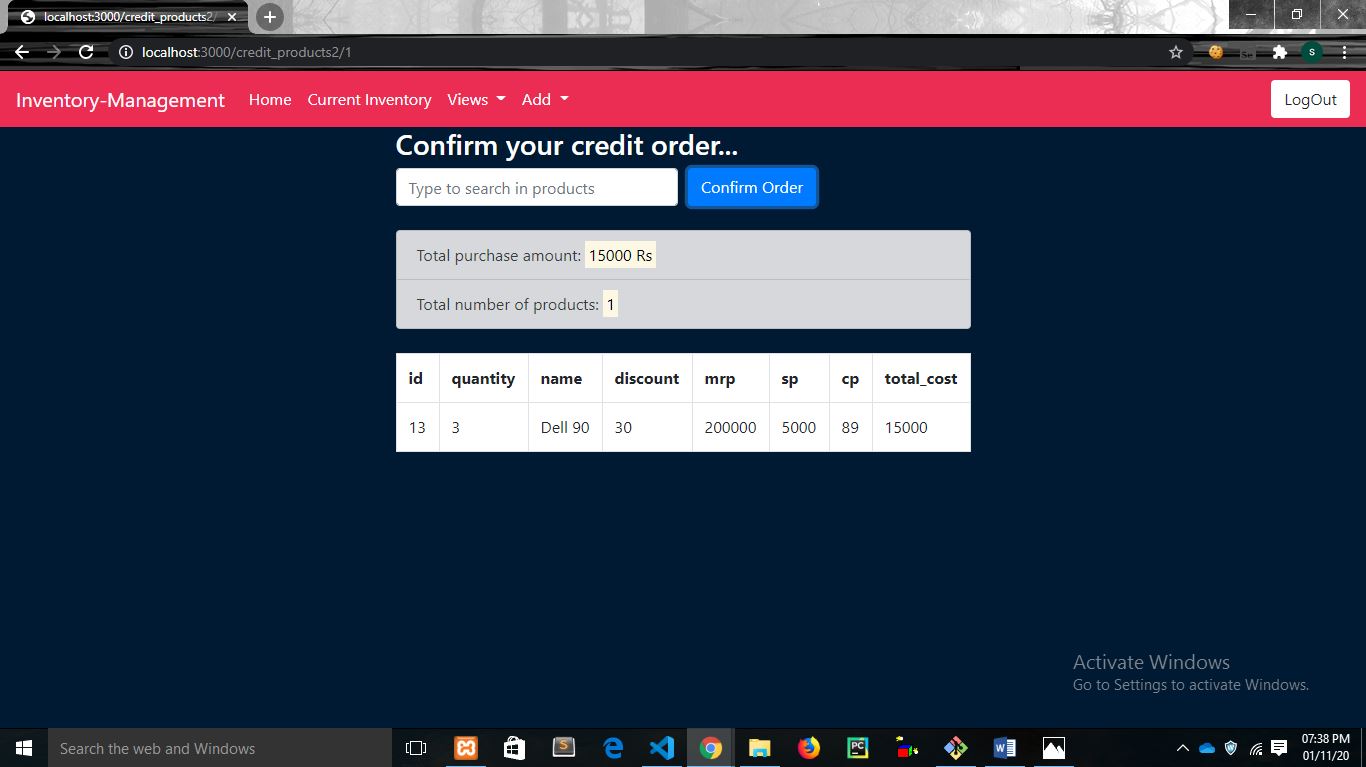 localhost:3000/credit_products2/
localhost:3000/credit_products2/1
Inventory-Management Home Current Inventory Views Add LogOut
Confirm your credit order...
Type to search in products Confirm Order
Total purchase amount: 15000 Rs
Total number of products: 1
id quantity name discount mrp sp cp total_cost
13 3 Dell 90 30 200000 5000 89 15000
Activate Windows
Go to Settings to activate Windows.
Search the web and Windows
07:38 PM
01/11/20